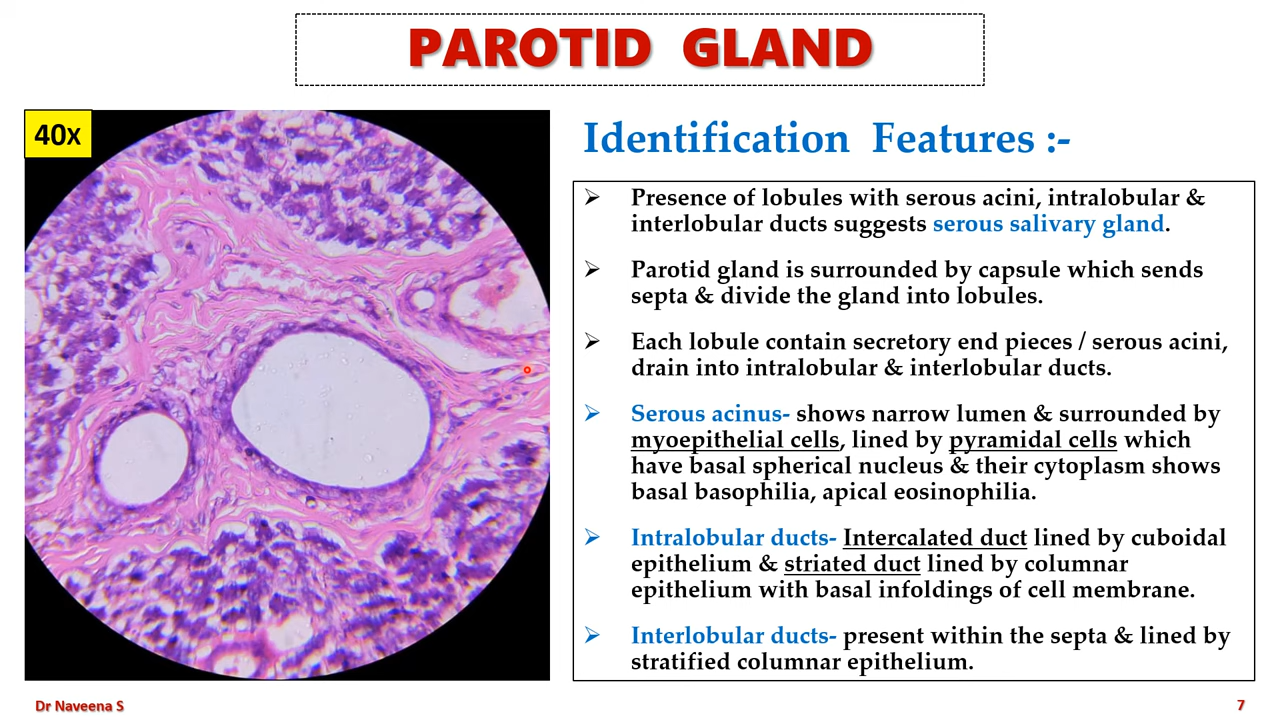 PAROTID GLAND
40x
Identification Features :-
Presence of lobules with serous acini, intralobular &
interlobular ducts suggests serous salivary gland.
Parotid gland is surrounded by capsule which sends
septa & divide the gland into lobules.
Each lobule contain secretory end pieces / serous acini,
drain into intralobular & interlobular ducts.
Serous acinus- shows narrow lumen & surrounded by
myoepithelial cells, lined by pyramidal cells which
have basal spherical nucleus & their cytoplasm shows
basal basophilia, apical eosinophilia.
Intralobular ducts- Intercalated duct lined by cuboidal
epithelium & striated duct lined by columnar
epithelium with basal infoldings of cell membrane.
Interlobular ducts- present within the septa & lined by
stratified columnar epithelium.
Dr Naveena S
7